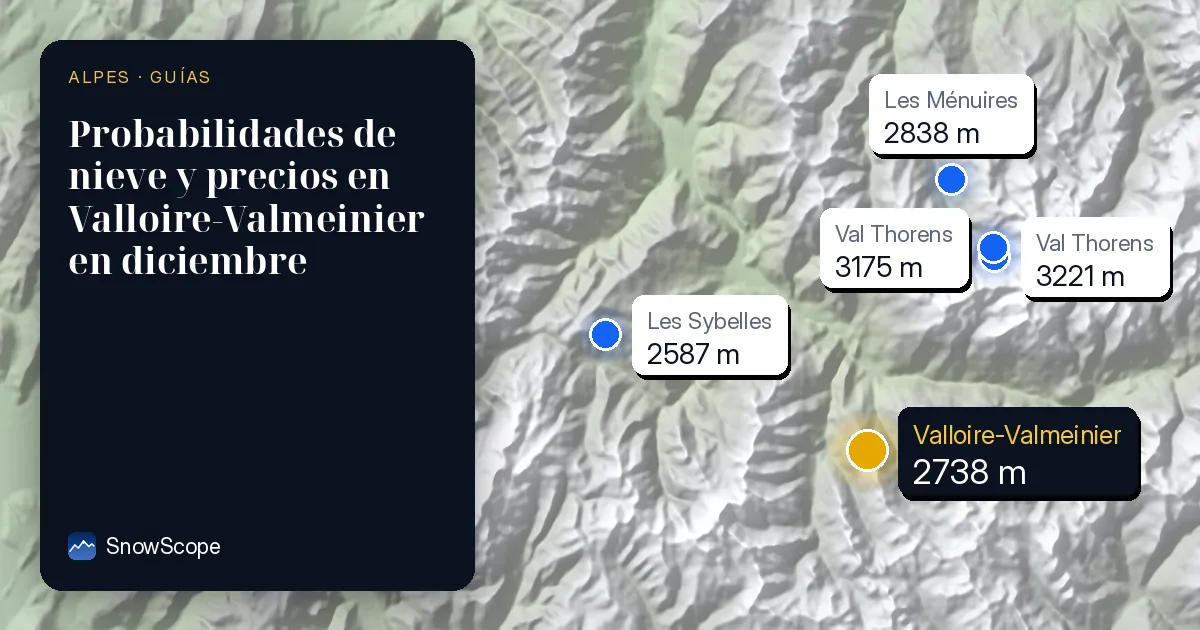 ALPES · GUÍAS
Probabilidades de
nieve y precios en
Valloire-Valmeinier
en diciembre
SnowScope
Les Ménuires
2838 m
Val Thorens
3175 m
Val Thorens
3221 m
Les Sybelles
2587 m
Valloire-Valmeinier
2738 m